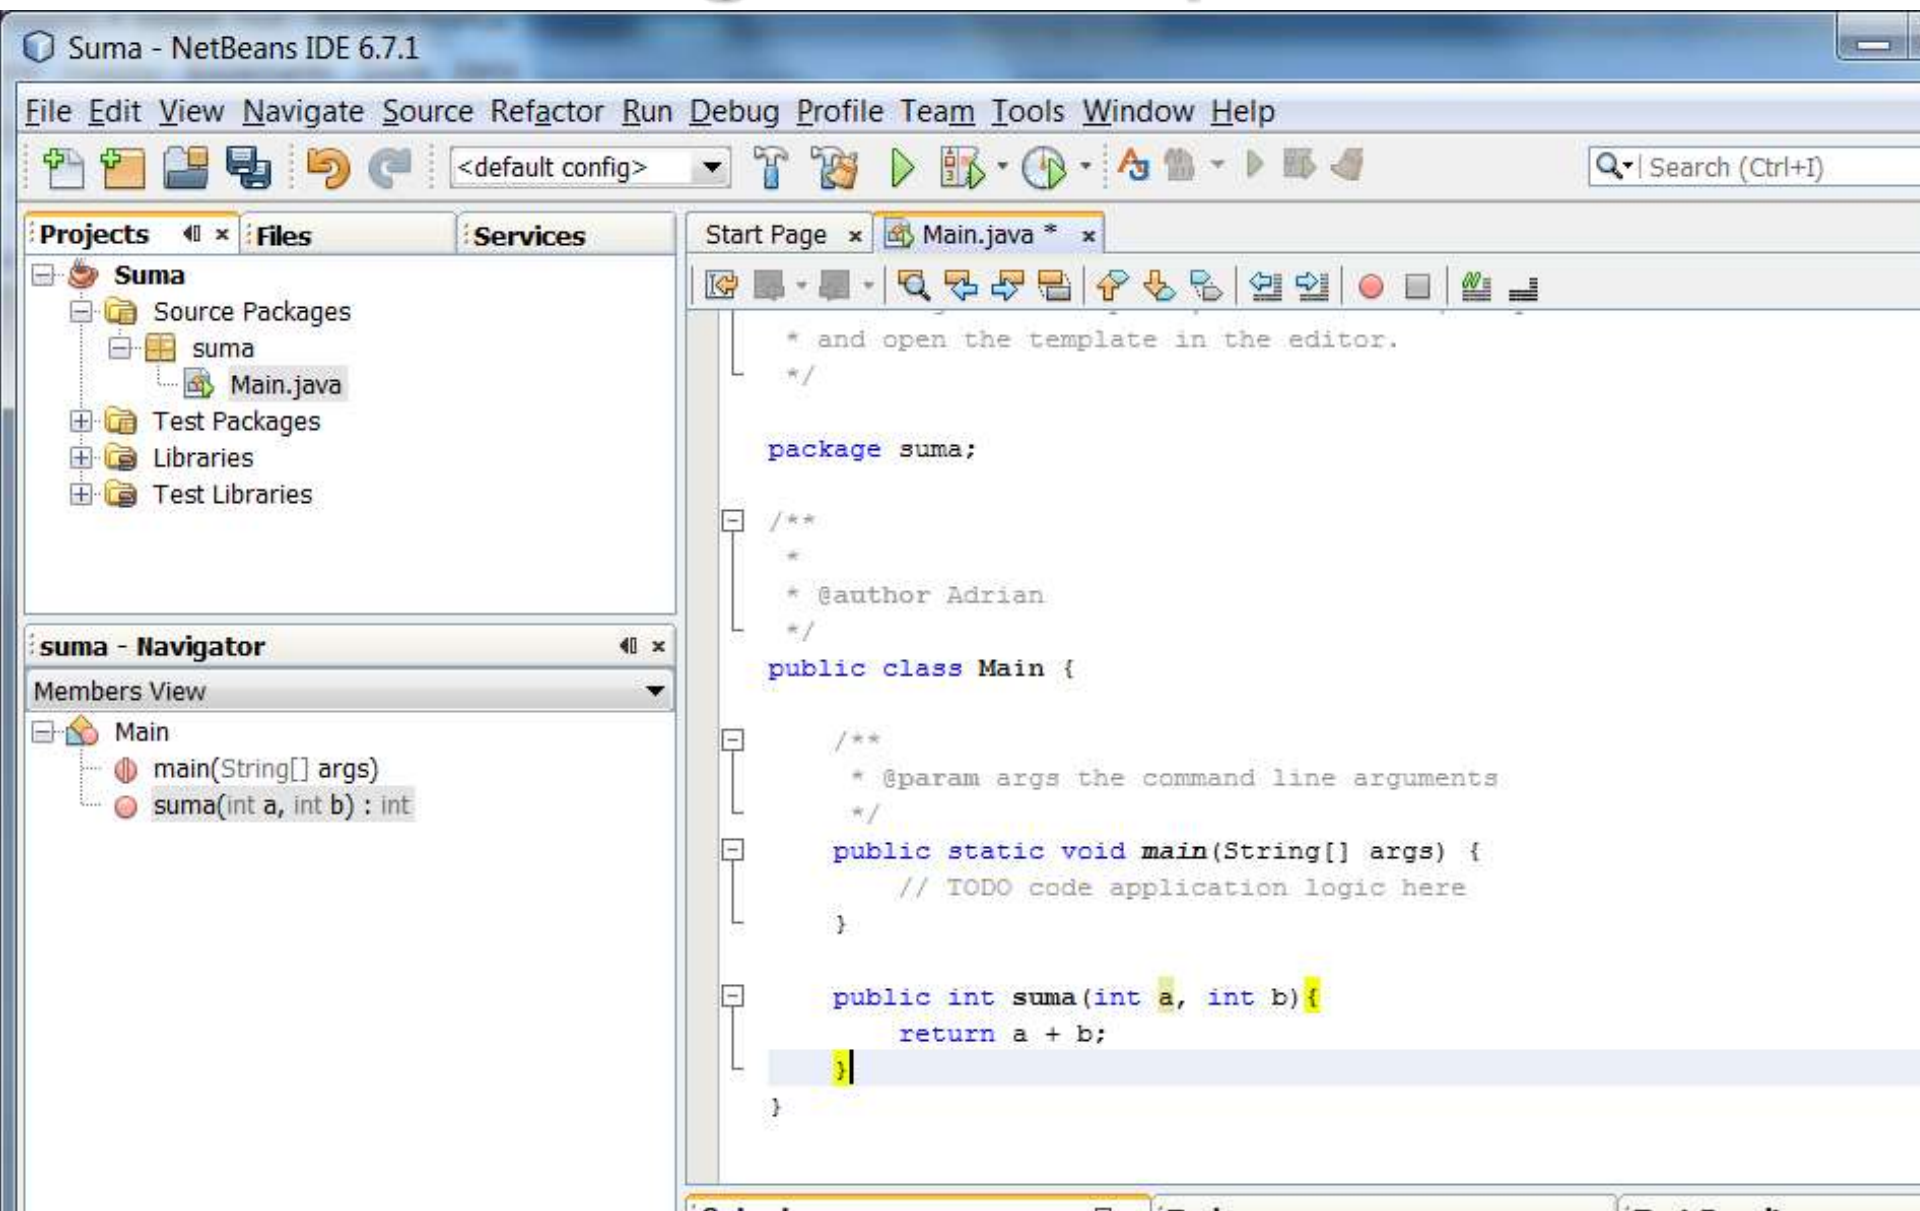 Suma - NetBeans IDE 6.7.1
File Edit View Navigate Source Refactor Run Debug Profile Team Tools Window Help
<default config>
Search (Ctrl+I)
Projects
Files
Services
Suma
Source Packages
suma
Main.java
Test Packages
Libraries
Test Libraries
suma - Navigator
Members View
Main
main(String[] args)
suma(int a, int b) : int
Start Page
Main.java *
* and open the template in the editor.
*/
package suma;
/**
*
* @author Adrian
*/
public class Main {
/**
* @param args the command line arguments
*/
public static void main(String[] args) {
// TODO code application logic here
}
public int suma(int a, int b){
return a + b;
}
}